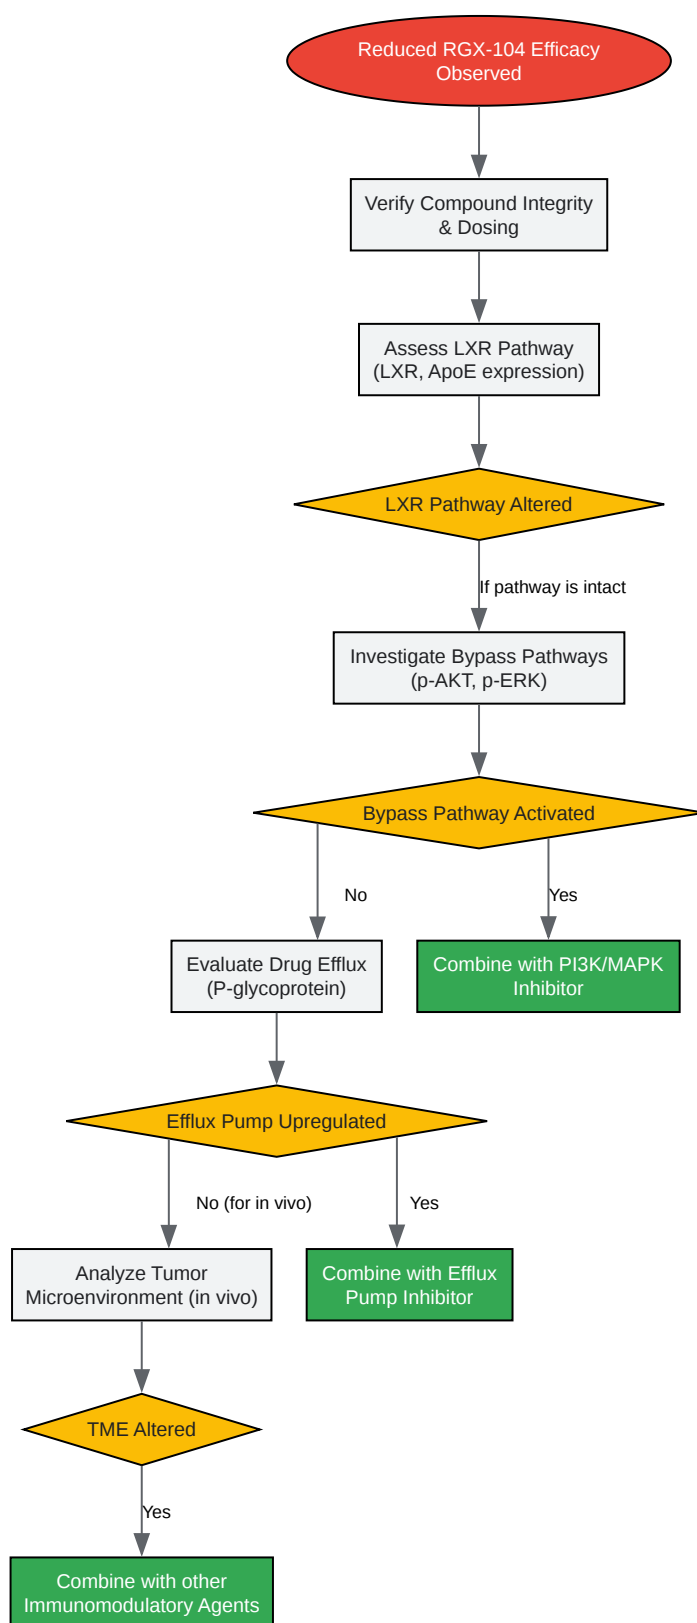 Reduced RGX-104 Efficacy
Observed
Verify Compound Integrity
& Dosing
Assess LXR Pathway
(LXR, ApoE expression)
LXR Pathway Altered
If pathway is intact
Investigate Bypass Pathways
(p-AKT, p-ERK)
Bypass Pathway Activated
No
Yes
Evaluate Drug Efflux
(P-glycoprotein)
Combine with PI3K/MAPK
Inhibitor
Efflux Pump Upregulated
No (for in vivo)
Yes
Analyze Tumor
Microenvironment (in vivo)
Combine with Efflux
Pump Inhibitor
TME Altered
Yes
Combine with other
Immunomodulatory Agents